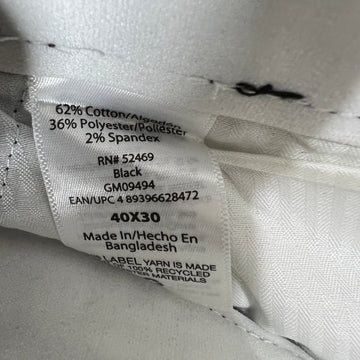 62% Cotton/Algodon
36% Polyester/Poliéster
2% Spandex
RN# 52469
Black
GM09494
EAN/UPC 4 89396628472
40X30
Made In/Hecho En
Bangladesh
LABEL YARN IS MADE
100% RECYCLED
MATERIALS